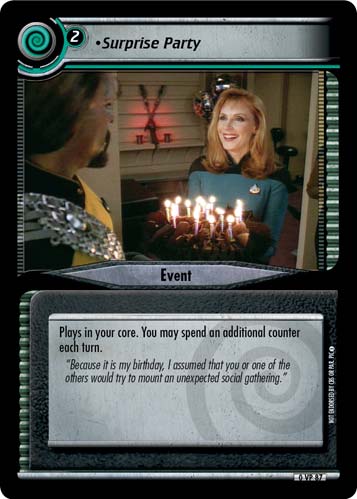 2
•Surprise Party
Event
Plays in your core. You may spend an additional counter
each turn.
"Because it is my birthday, I assumed that you or one of the
others would try to mount an unexpected social gathering."
NOT ENDORSED BY CBS OR PAR. PIC.
0 VP 87